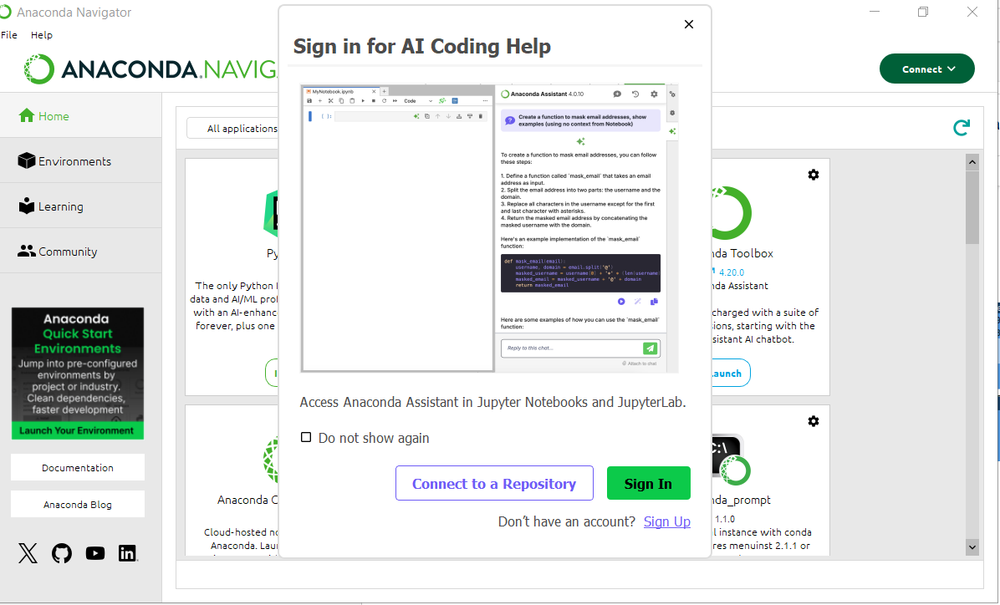 Anaconda Navigator
File Help
ANACONDA.NAVIG
Connect
Home
Environments
Learning
Community
Anaconda
Quick Start
Environments
Jump into pre-configured
environments by
project or industry.
Clean dependencies,
faster development
Launch Your Environment
Documentation
Anaconda Blog
All applications
Py
The only Python
data and AI/ML
with an AI-enhanc
forever, plus one
Anaconda C
Cloud-hosted
Anaconda. Lau
Sign in for AI Coding Help
MyNotebook.ipynb
Code
[ ]:
Anaconda Assistant 4.0.10
Create a function to mask email addresses, show
examples (using no context from Notebook)
To create a function to mask email addresses, you can follow
these steps:
1. Define a function called `mask_email` that takes an email
address as input.
2. Split the email address into two parts: the username and the
domain.
3. Replace all characters in the username except for the first
and last character with asterisks.
4. Return the masked email address by concatenating the
masked username with the domain.
Here's an example implementation of the `mask_email`
function:
def mask_email(email):
username, domain = email.split('@')
masked_username = username[0] + '*' * (len(username)
masked_email = masked_username + '@' + domain
return masked_email
Here are some examples of how you can use the `mask_email`
function:
Reply to this chat...
Attach to chat
Access Anaconda Assistant in Jupyter Notebooks and JupyterLab.
Do not show again
Connect to a Repository
Sign In
Don't have an account? Sign Up
nda Toolbox
4.20.0
nda Assistant
charged with a suite of
sions, starting with the
sistant AI chatbot.
aunch
C:\
nda_prompt
1.1.0
l instance with conda
res menuinst 2.1.1 or